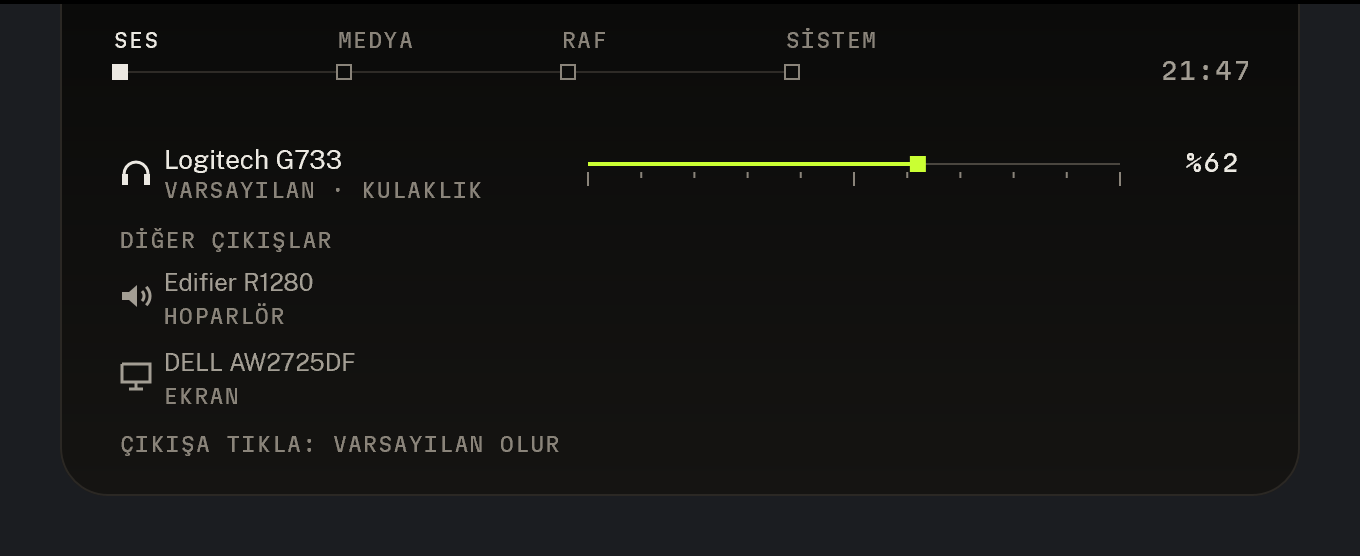 SES MEDYA RAF SİSTEM
21:47
Logitech G733
VARSAYILAN · KULAKLIK
%62
DİĞER ÇIKIŞLAR
Edifier R1280
HOPARLÖR
DELL AW2725DF
EKRAN
ÇIKIŞA TIKLA: VARSAYILAN OLUR